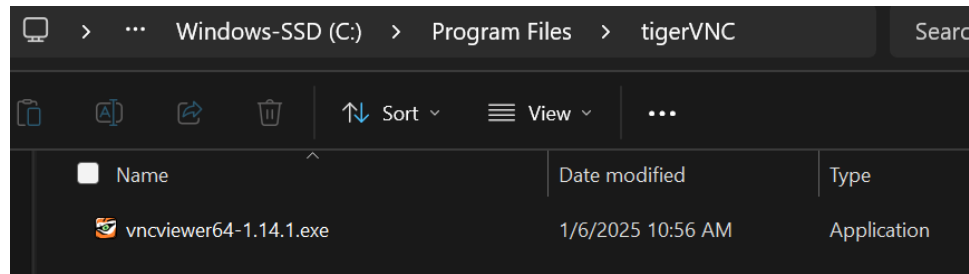 Windows-SSD (C:) > Program Files > tigerVNC
Sort View
Name Date modified Type
vncviewer64-1.14.1.exe 1/6/2025 10:56 AM Application